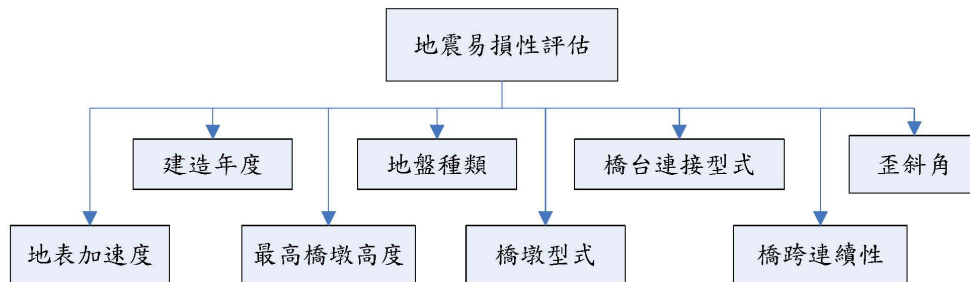 地震易損性評估
建造年度
地盤種類
橋台連接型式
歪斜角
地表加速度
最高橋墩高度
橋墩型式
橋跨連續性